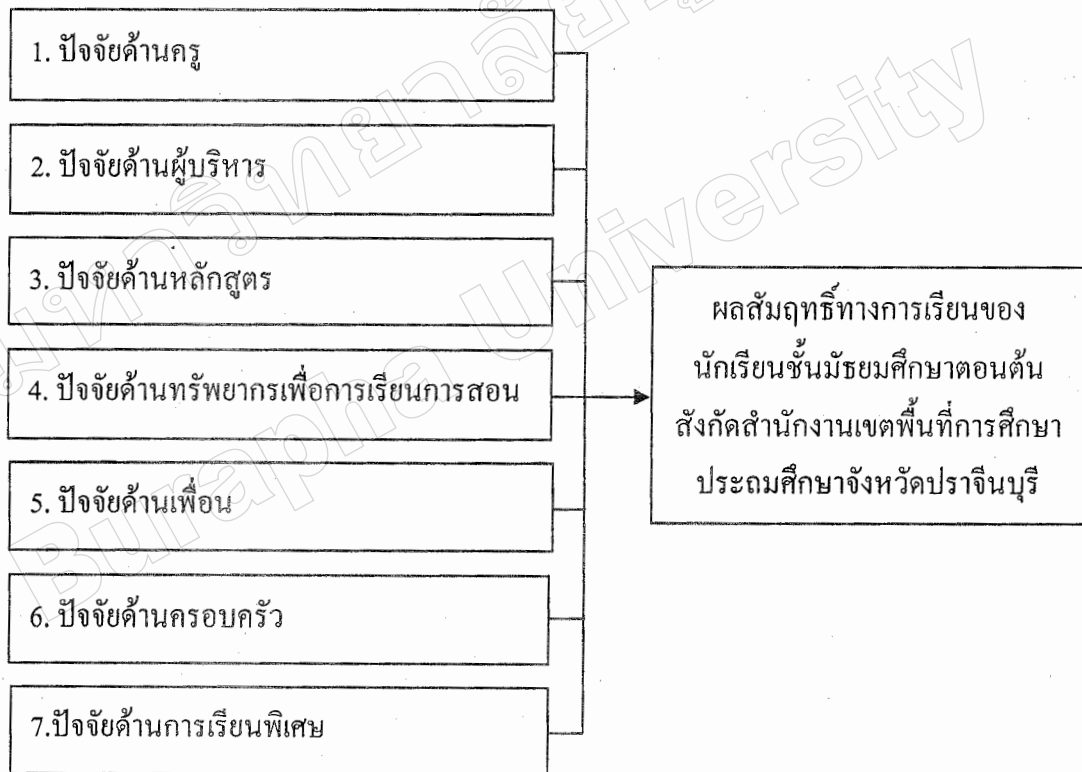 1. ปัจจัยด้านครู
2. ปัจจัยด้านผู้บริหาร
3. ปัจจัยด้านหลักสูตร
4. ปัจจัยด้านทรัพยากรเพื่อการเรียนการสอน
5. ปัจจัยด้านเพื่อน
6. ปัจจัยด้านครอบครัว
7.ปัจจัยด้านการเรียนพิเศษ
ผลสัมฤทธิ์ทางการเรียนของ
นักเรียนชั้นมัธยมศึกษาตอนต้น
สังกัดสำนักงานเขตพื้นที่การศึกษา
ประถมศึกษาจังหวัดปราจีนบุรี
Burapha University